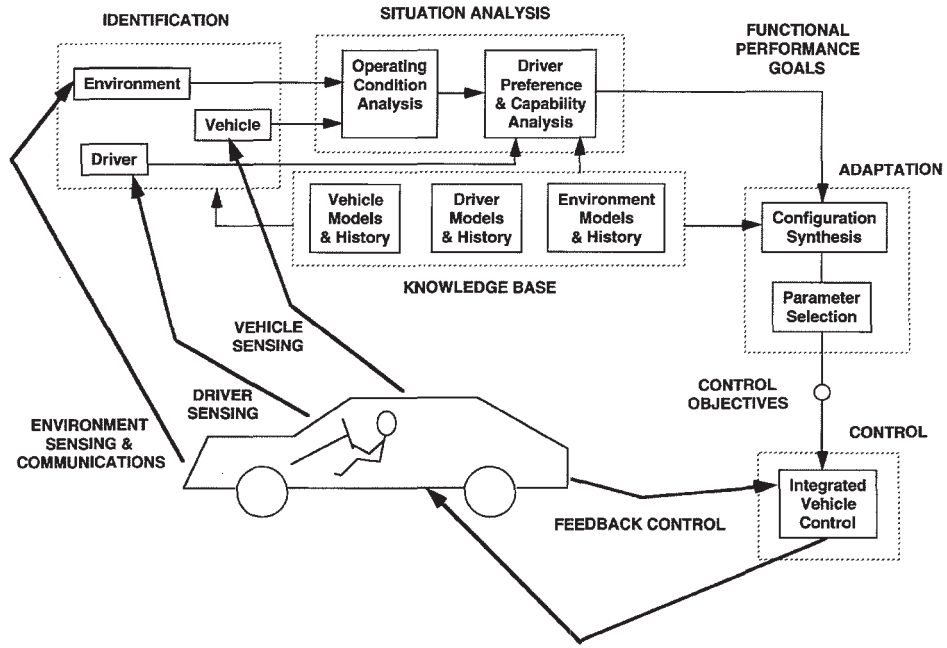 IDENTIFICATION
SITUATION ANALYSIS
FUNCTIONAL
PERFORMANCE
GOALS
Environment
Vehicle
Driver
Operating
Condition
Analysis
Driver
Preference
& Capability
Analysis
ADAPTATION
Vehicle
Models
& History
Driver
Models
& History
Environment
Models
& History
Configuration
Synthesis
KNOWLEDGE BASE
Parameter
Selection
VEHICLE
SENSING
DRIVER
SENSING
CONTROL
OBJECTIVES
ENVIRONMENT
SENSING &
COMMUNICATIONS
CONTROL
Integrated
Vehicle
Control
FEEDBACK CONTROL